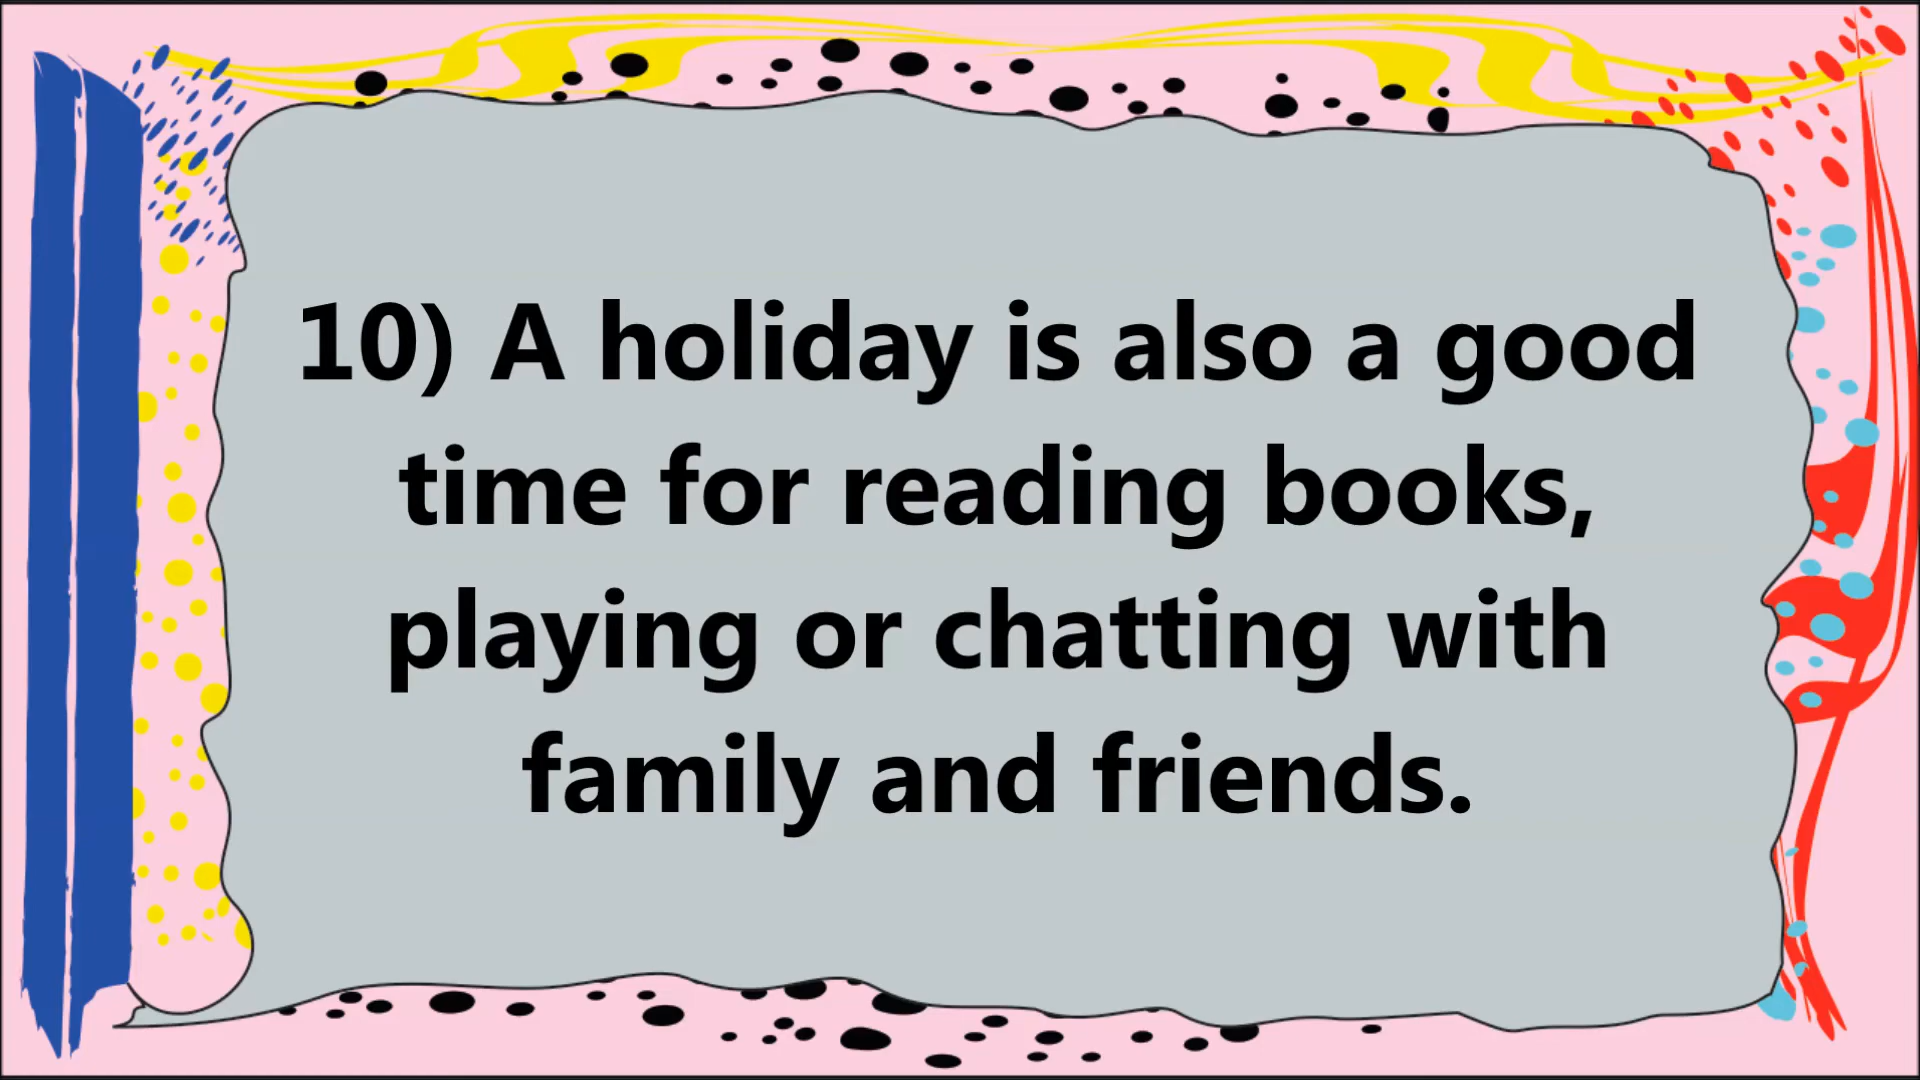 10) A holiday is also a good
time for reading books,
playing or chatting with
family and friends.